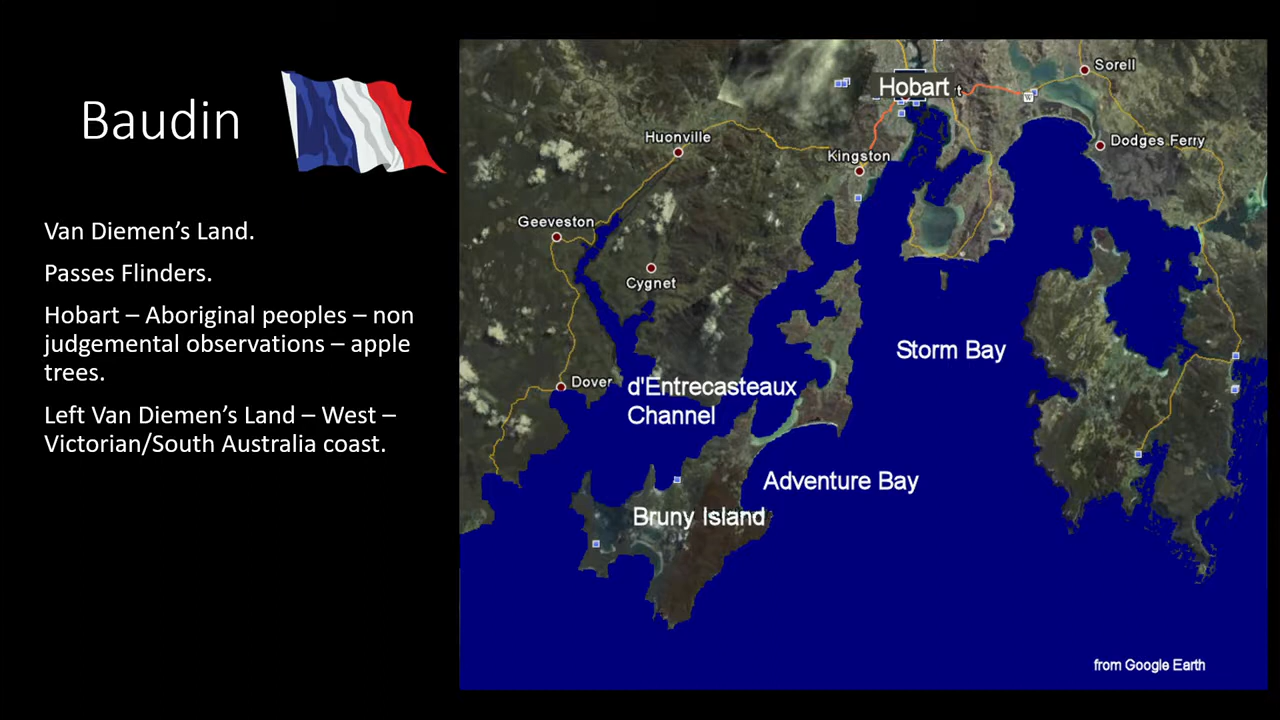 Baudin
Van Diemen’s Land.
Passes Flinders.
Hobart – Aboriginal peoples – non
judgemental observations – apple
trees.
Left Van Diemen’s Land – West –
Victorian/South Australia coast.
Sorell
Hobart
Huonville
Dodges Ferry
Kingston
Geeveston
Cygnet
Storm Bay
Dover
d'Entrecasteaux
Channel
Adventure Bay
Bruny Island
from Google Earth